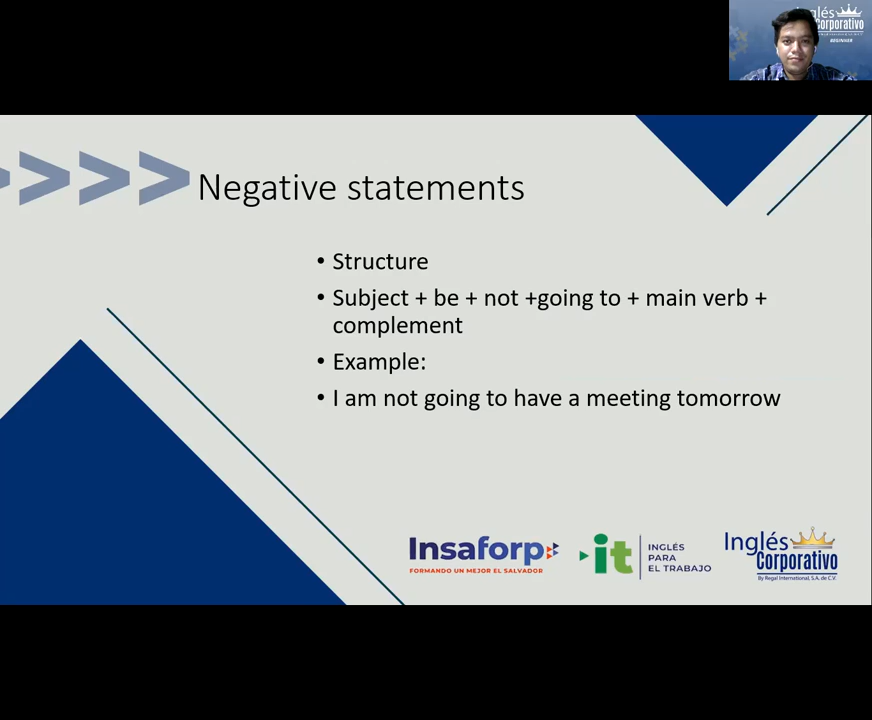 Inglés
Corporativo
BEGINNER
>>>> Negative statements
• Structure
• Subject + be + not +going to + main verb +
complement
• Example:
• I am not going to have a meeting tomorrow
Insaforp
FORMANDO UN MEJOR EL SALVADOR
it
INGLÉS
PARA
EL TRABAJO
Inglés
Corporativo
By Regal International, S.A. de C.V.